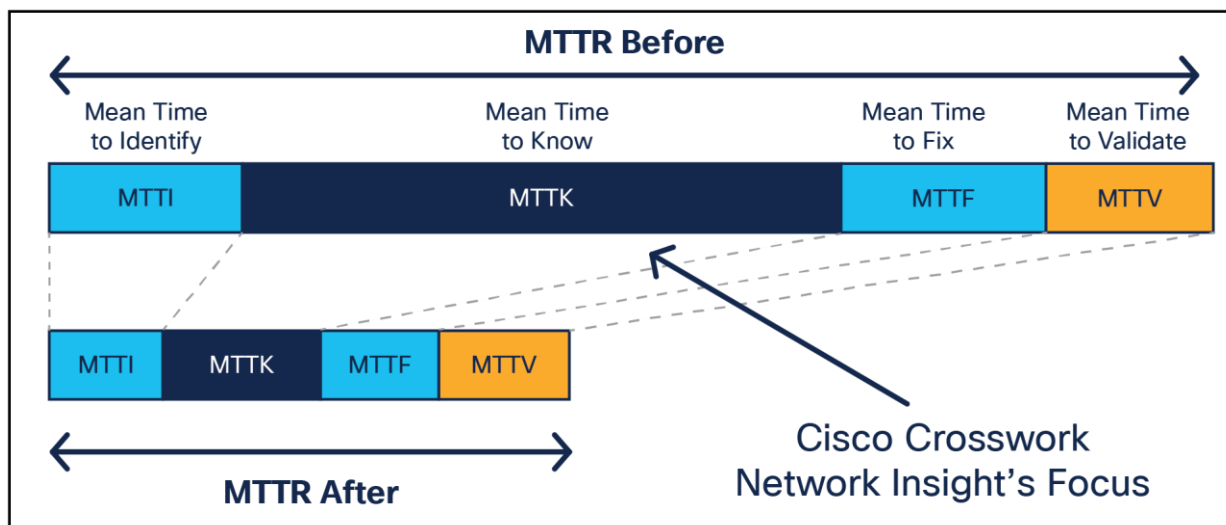 MTTR Before
Mean Time
to Identify
Mean Time
to Know
Mean Time
to Fix
Mean Time
to Validate
MTTI
MTTK
MTTF
MTTV
MTTI
MTTK
MTTF
MTTV
MTTR After
Cisco Crosswork
Network Insight's Focus